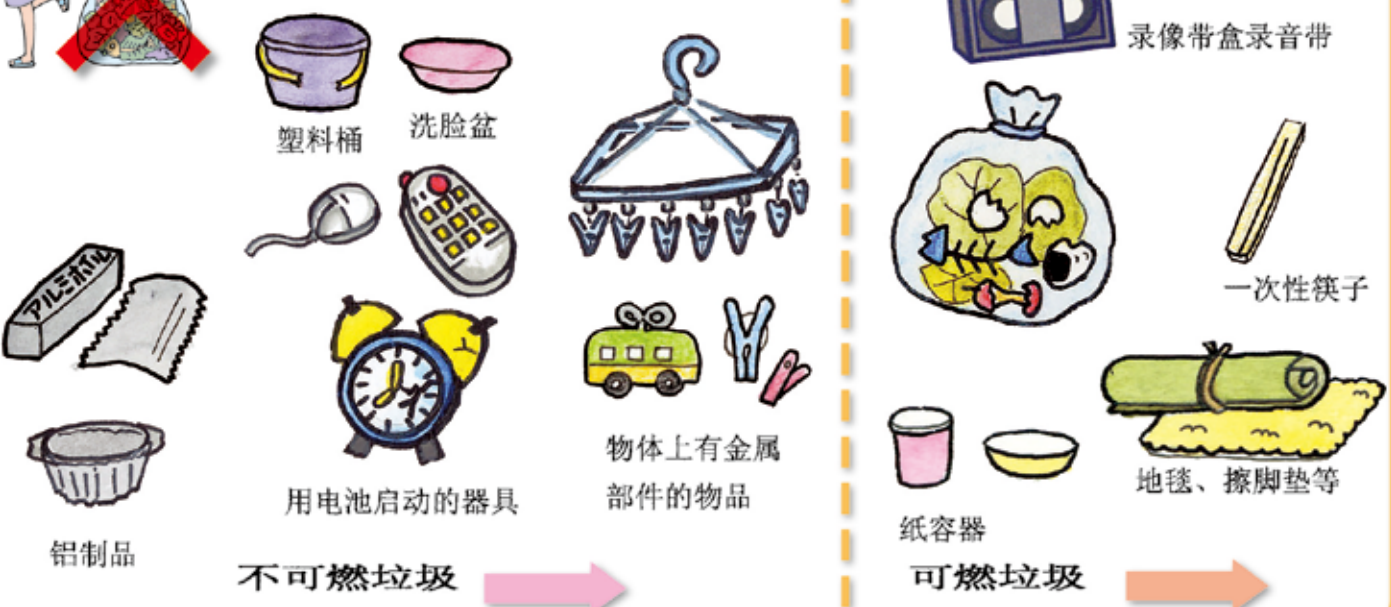 录像带盒录音带
塑料桶
洗脸盆
アルミホイル
一次性筷子
物体上有金属
部件的物品
地毯、擦脚垫等
用电池启动的器具
纸容器
铝制品
不可燃垃圾
可燃垃圾